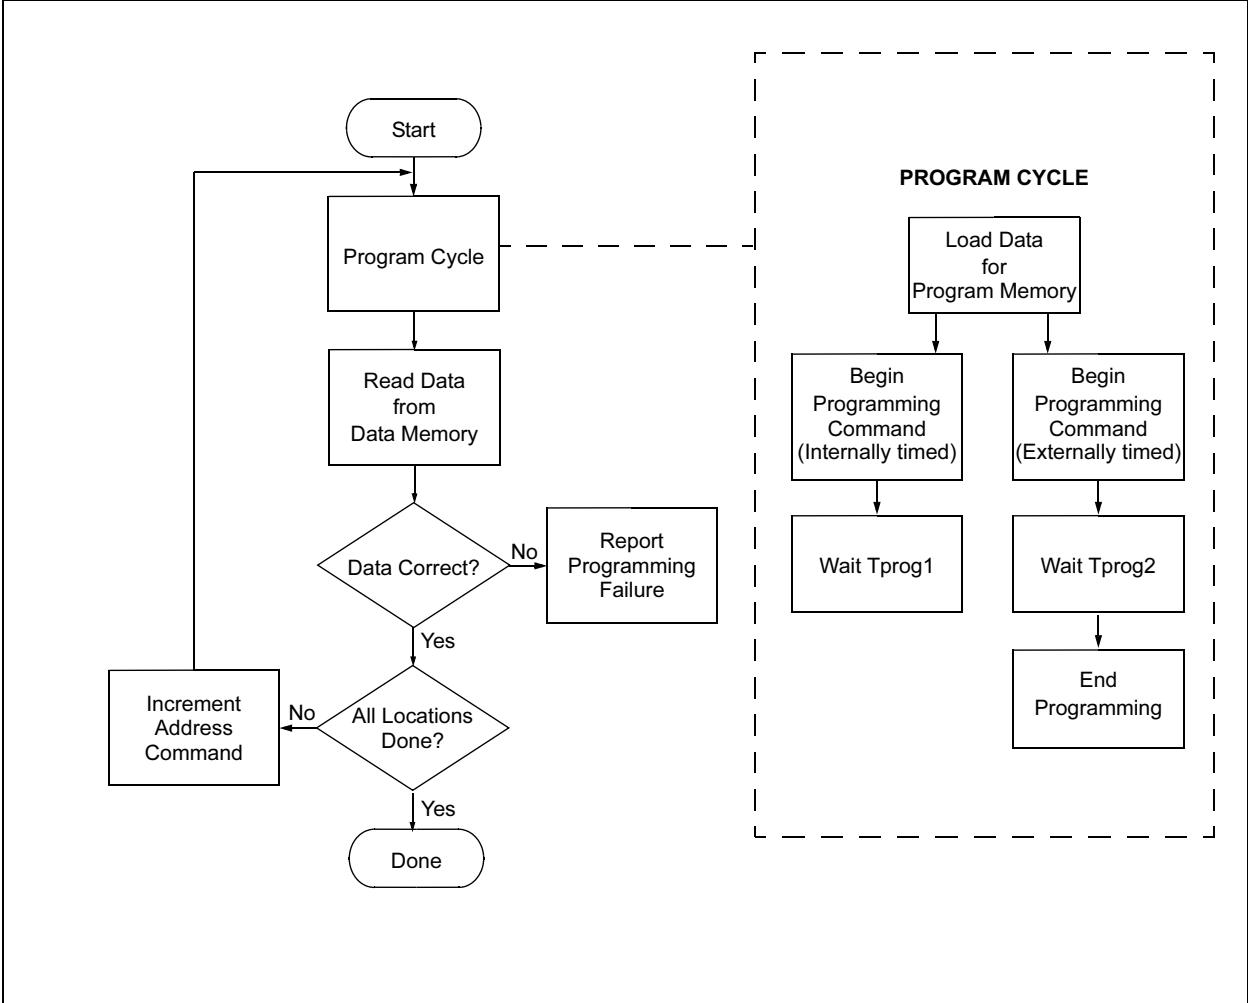 Start
Program Cycle
Read Data
from
Data Memory
Data Correct?
No
Report
Programming
Failure
Yes
All Locations
Done?
No
Increment
Address
Command
Yes
Done
PROGRAM CYCLE
Load Data
for
Program Memory
Begin
Programming
Command
(Internally timed)
Wait Tprog1
Begin
Programming
Command
(Externally timed)
Wait Tprog2
End
Programming